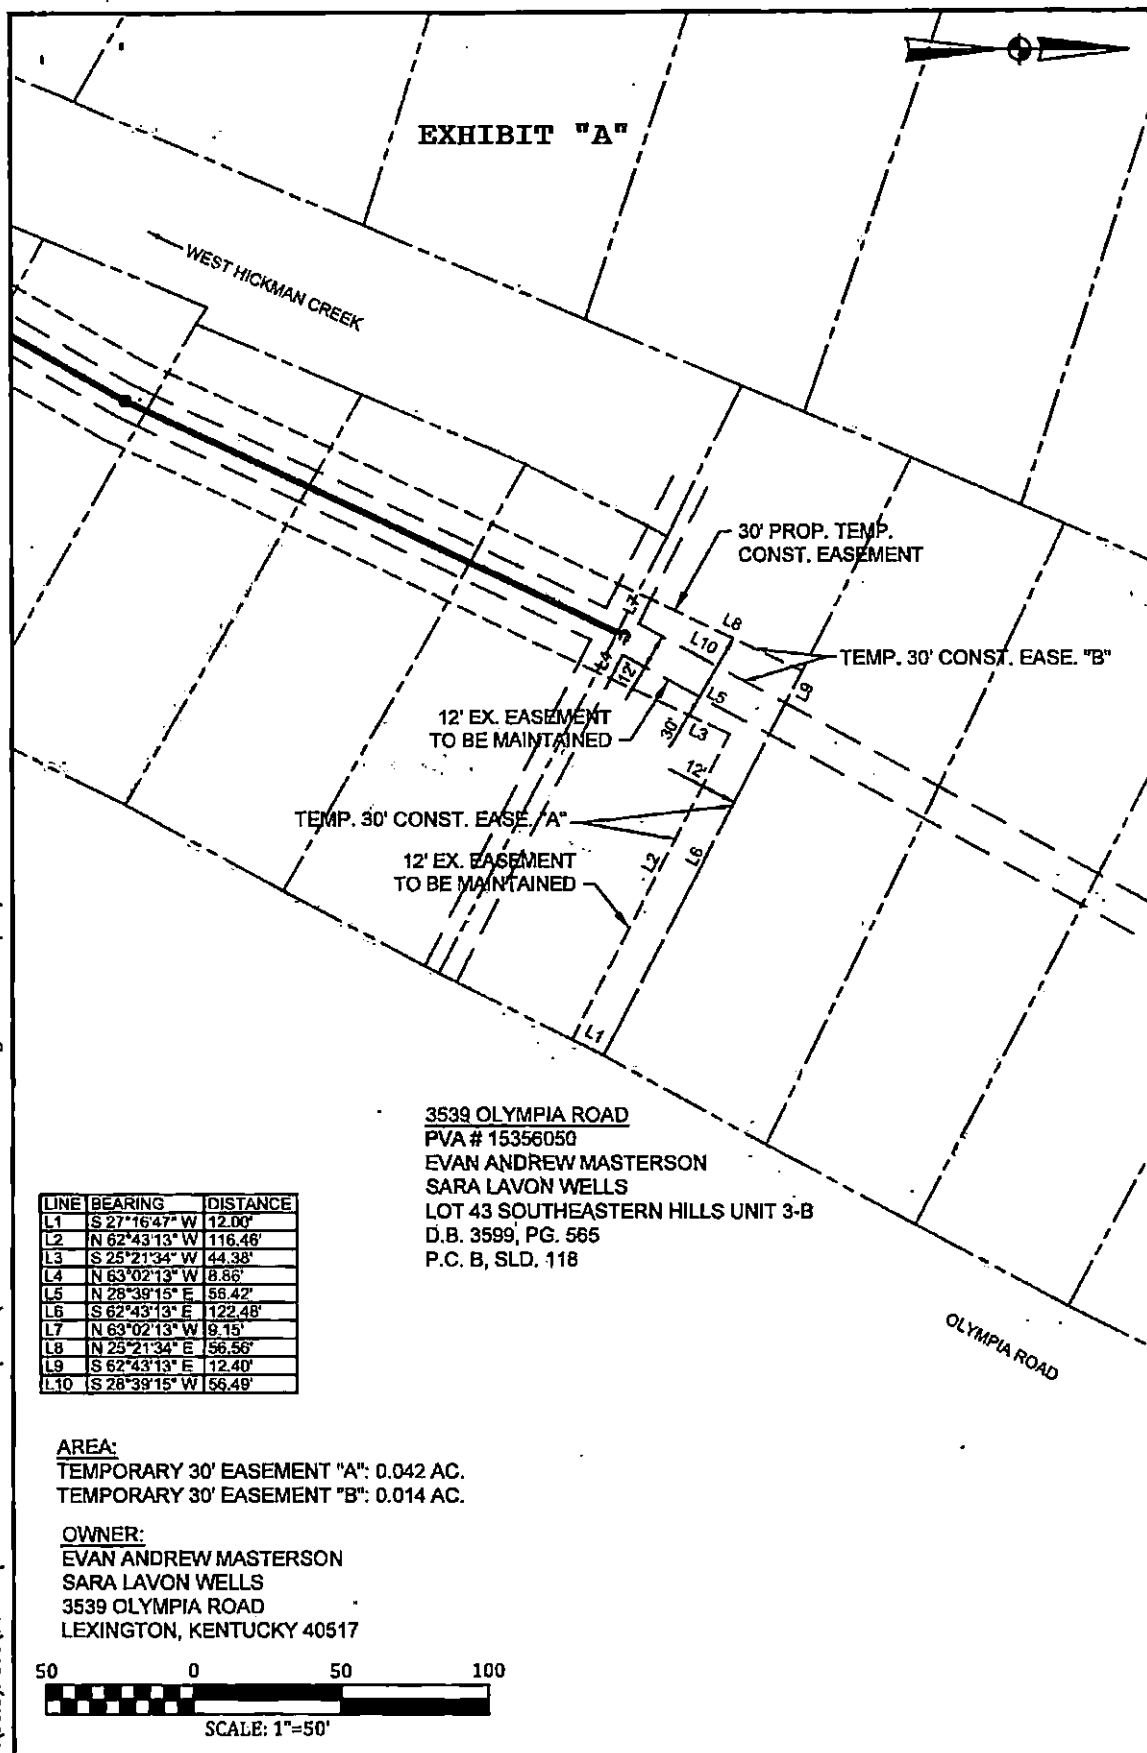 EXHIBIT "A"
WEST HICKMAN CREEK
30' PROP. TEMP.
CONST. EASEMENT
L7
L8
L10
TEMP. 30' CONST. EASE. "B"
L4
12'
L9
L5
12' EX. EASEMENT
TO BE MAINTAINED
30'
L3
12'
TEMP. 30' CONST. EASE. "A"
12' EX. EASEMENT
TO BE MAINTAINED
L2
L6
L1
3539 OLYMPIA ROAD
PVA # 15356050
EVAN ANDREW MASTERSON
SARA LAVON WELLS
LOT 43 SOUTHEASTERN HILLS UNIT 3-B
D.B. 3599, PG. 565
P.C. B, SLD. 118
LINE BEARING DISTANCE
L1 S 27°16'47" W 12.00'
L2 N 62°43'13" W 116.46'
L3 S 25°21'34" W 44.38'
L4 N 63°02'13" W 8.86'
L5 N 28°39'15" E 56.42'
L6 S 62°43'13" E 122.48'
L7 N 63°02'13" W 9.15'
L8 N 25°21'34" E 56.56'
L9 S 62°43'13" E 12.40'
L10 S 28°39'15" W 56.49'
OLYMPIA ROAD
AREA:
TEMPORARY 30' EASEMENT "A": 0.042 AC.
TEMPORARY 30' EASEMENT "B": 0.014 AC.
OWNER:
EVAN ANDREW MASTERSON
SARA LAVON WELLS
3539 OLYMPIA ROAD
LEXINGTON, KENTUCKY 40517
50 0 50 100
SCALE: 1"=50'